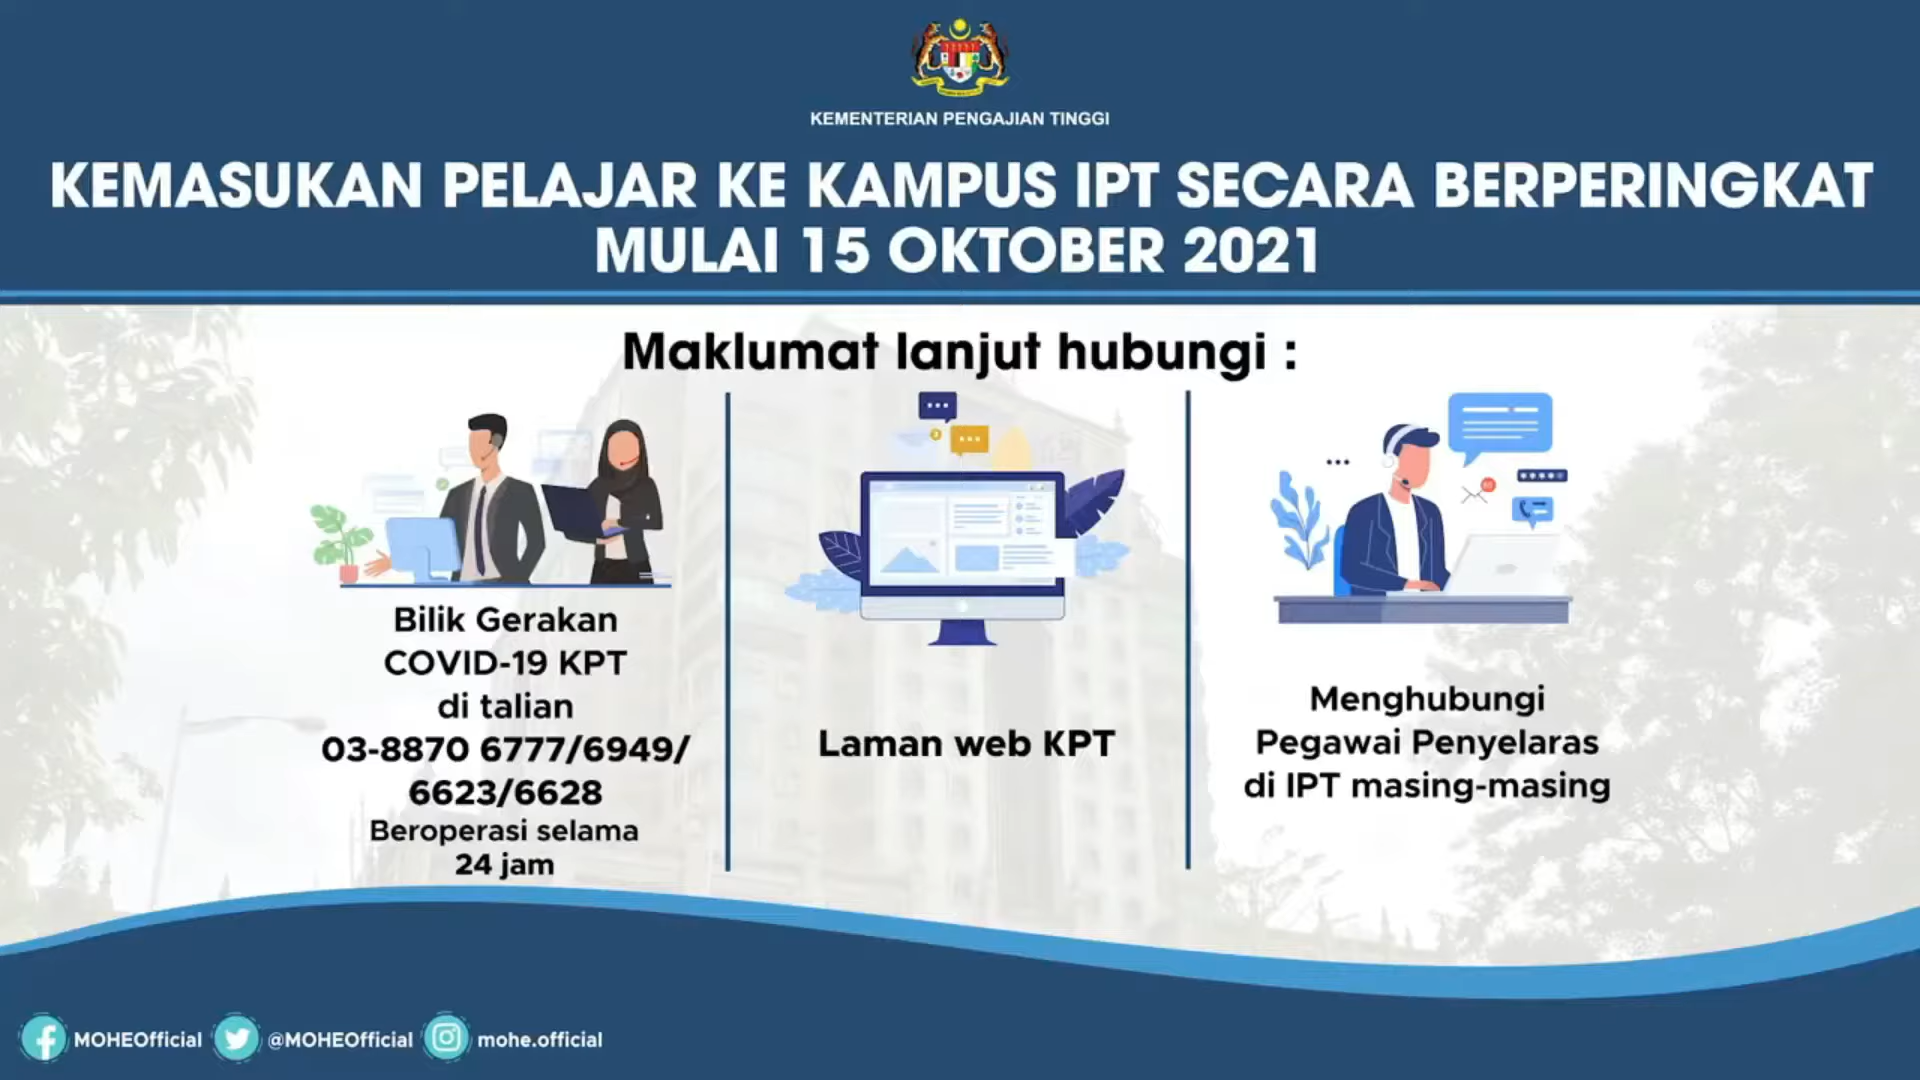 KEMENTERIAN PENGAJIAN TINGGI
KEMASUKAN PELAJAR KE KAMPUS IPT SECARA BERPERINGKAT
MULAI 15 OKTOBER 2021
Maklumat lanjut hubungi :
Bilik Gerakan
COVID-19 KPT
di talian
03-8870 6777/6949/
6623/6628
Beroperasi selama
24 jam
Laman web KPT
Menghubungi
Pegawai Penyelaras
di IPT masing-masing
MOHEOfficial
@MOHEOfficial
mohe.official